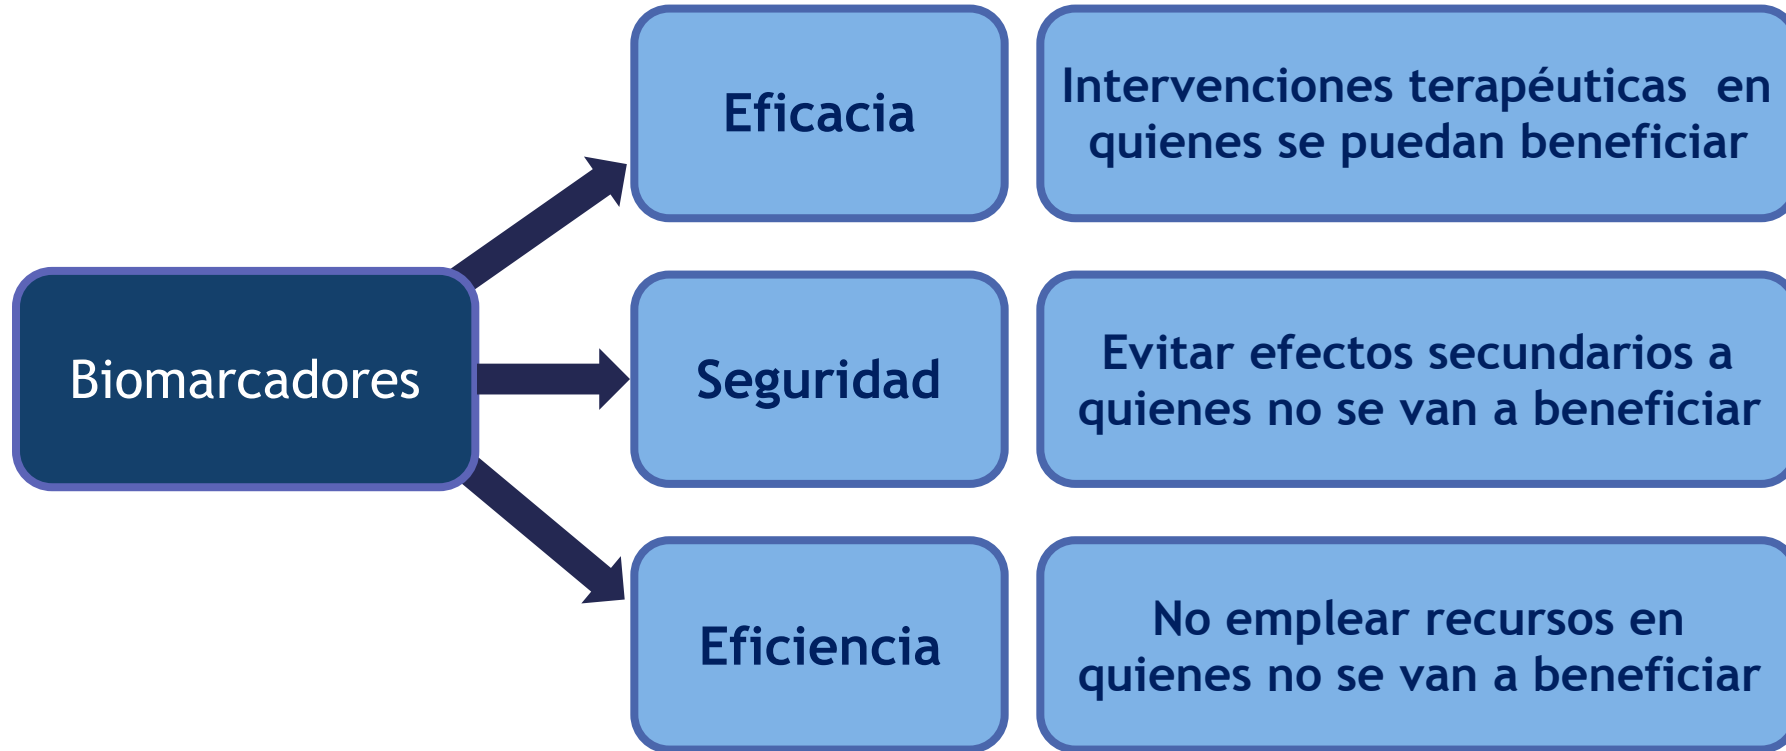 Eficacia
Intervenciones terapéuticas en
quienes se puedan beneficiar
Biomarcadores
Seguridad
Evitar efectos secundarios a
quienes no se van a beneficiar
Eficiencia
No emplear recursos en
quienes no se van a beneficiar